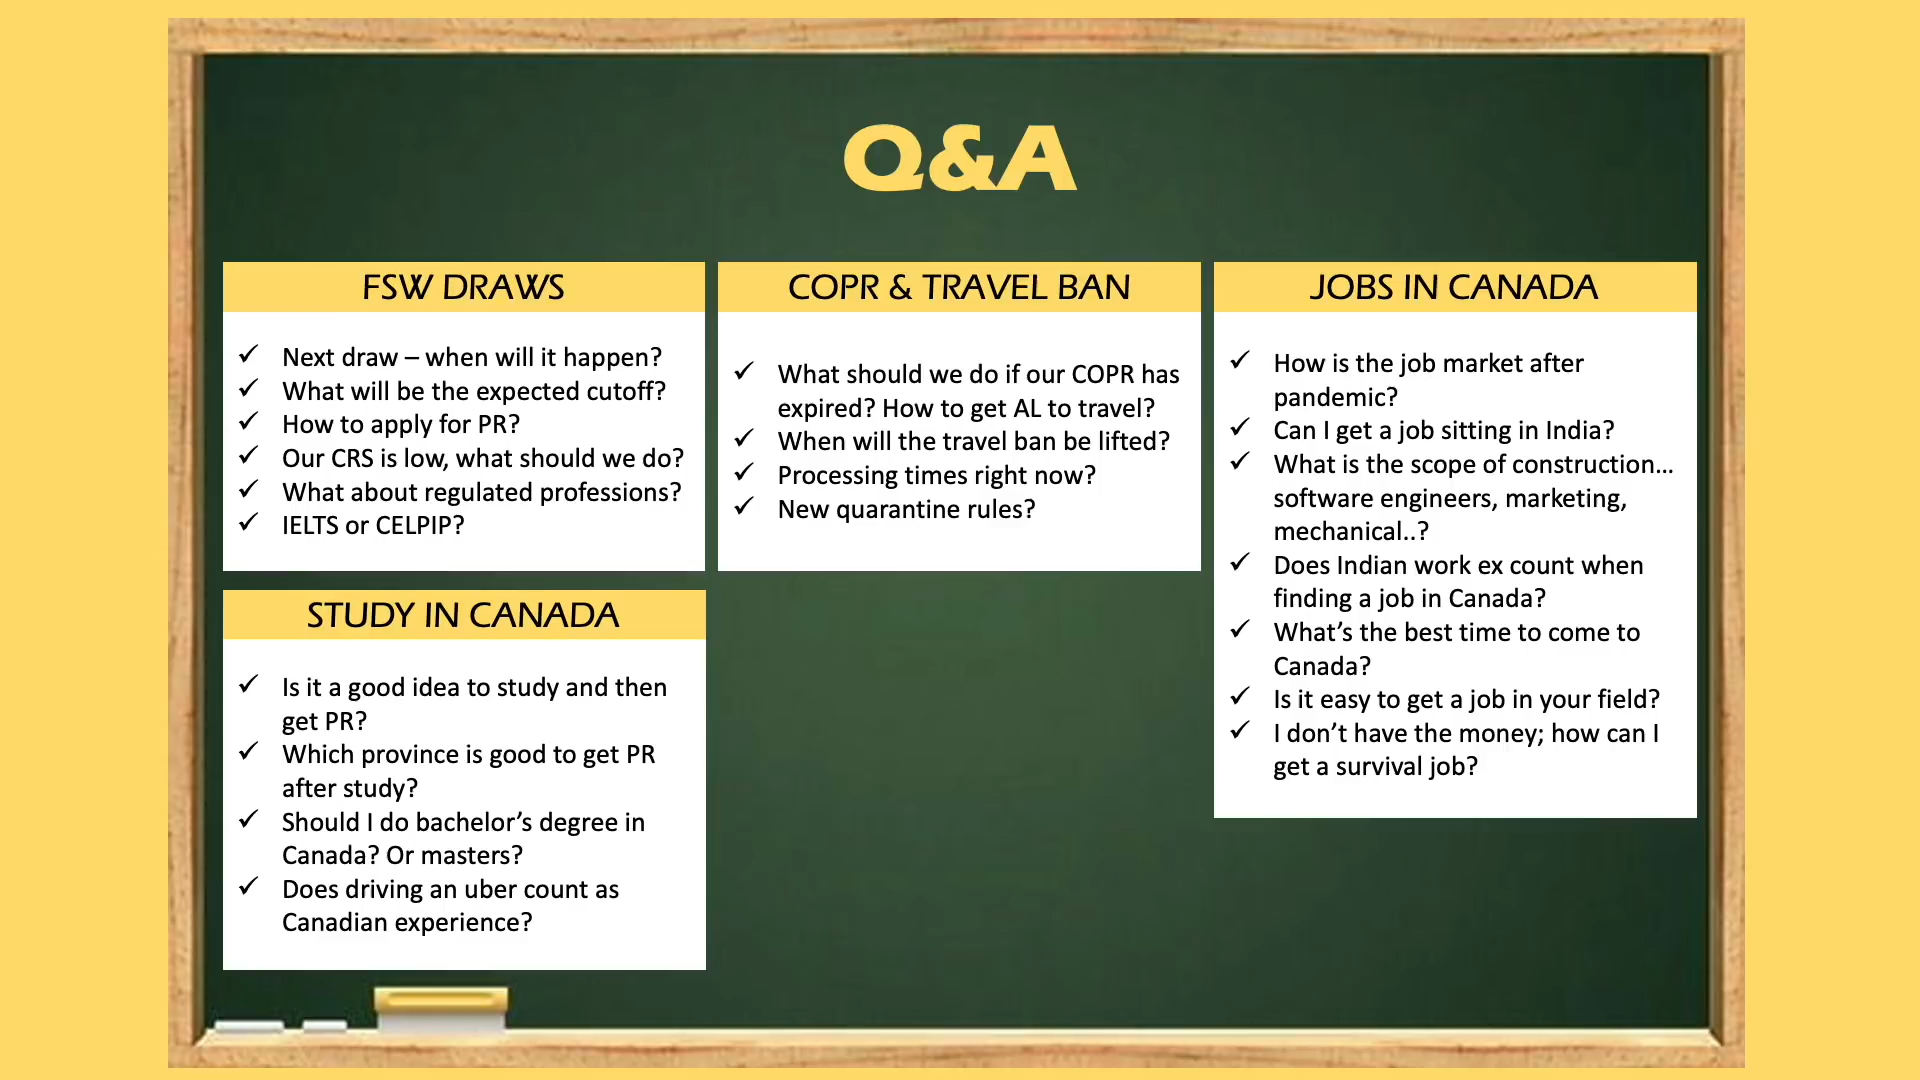 Q&A
FSW DRAWS
Next draw – when will it happen?
What will be the expected cutoff?
How to apply for PR?
Our CRS is low, what should we do?
What about regulated professions?
IELTS or CELPIP?
COPR & TRAVEL BAN
What should we do if our COPR has
expired? How to get AL to travel?
When will the travel ban be lifted?
Processing times right now?
New quarantine rules?
JOBS IN CANADA
How is the job market after
pandemic?
Can I get a job sitting in India?
What is the scope of construction…
software engineers, marketing,
mechanical..?
Does Indian work ex count when
finding a job in Canada?
What’s the best time to come to
Canada?
Is it easy to get a job in your field?
I don’t have the money; how can I
get a survival job?
STUDY IN CANADA
Is it a good idea to study and then
get PR?
Which province is good to get PR
after study?
Should I do bachelor’s degree in
Canada? Or masters?
Does driving an uber count as
Canadian experience?